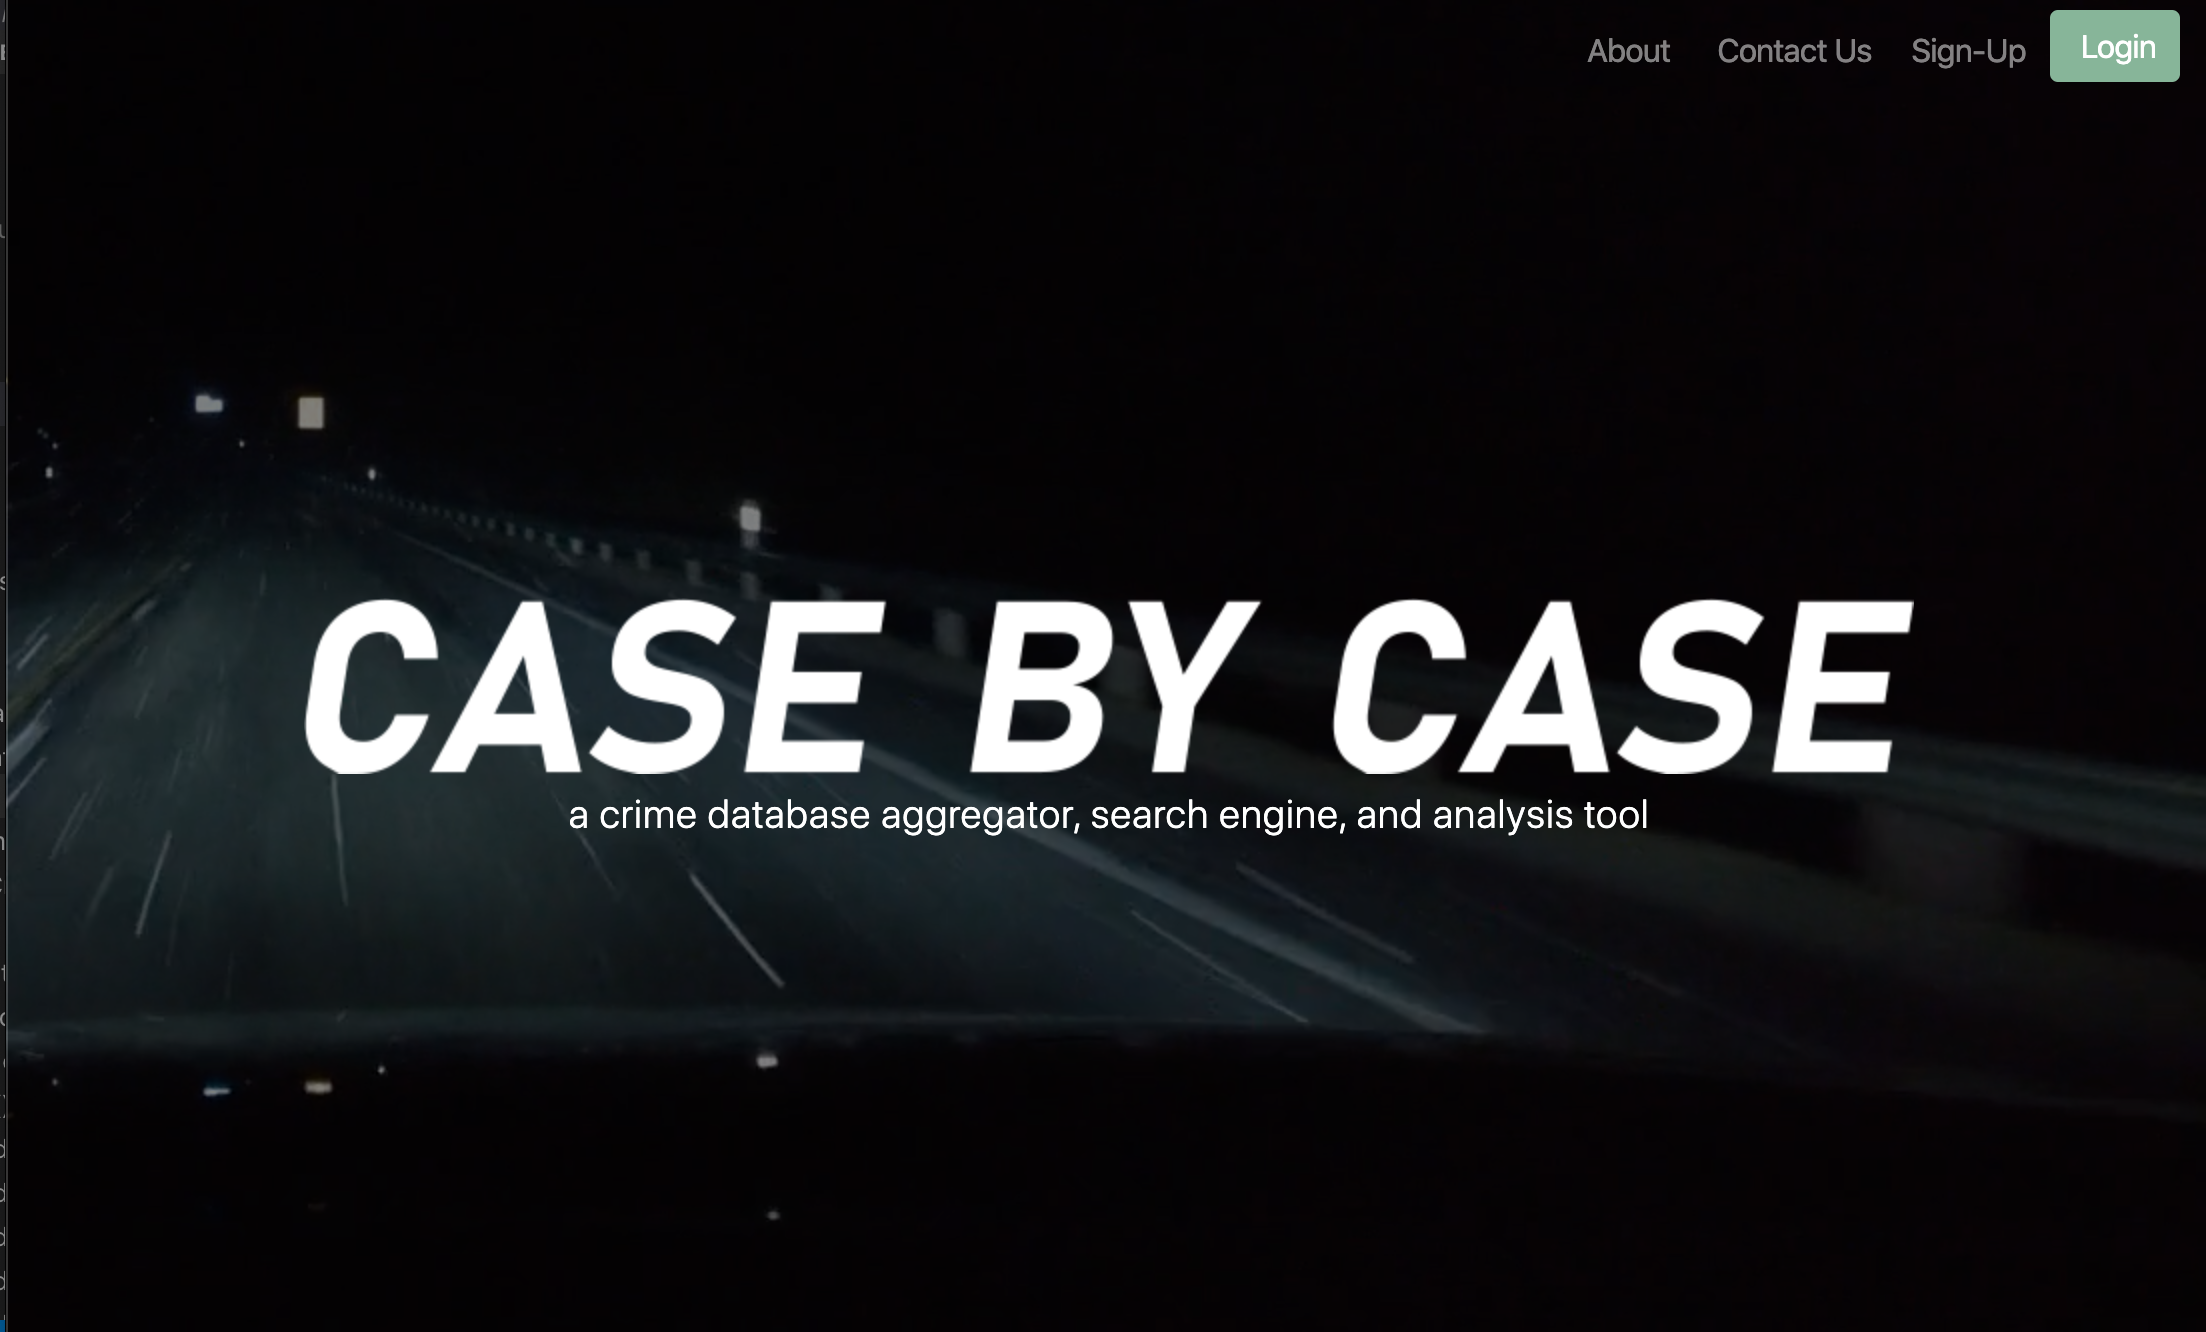 About Contact Us Sign-Up Login
CASE BY CASE
a crime database aggregator, search engine, and analysis tool